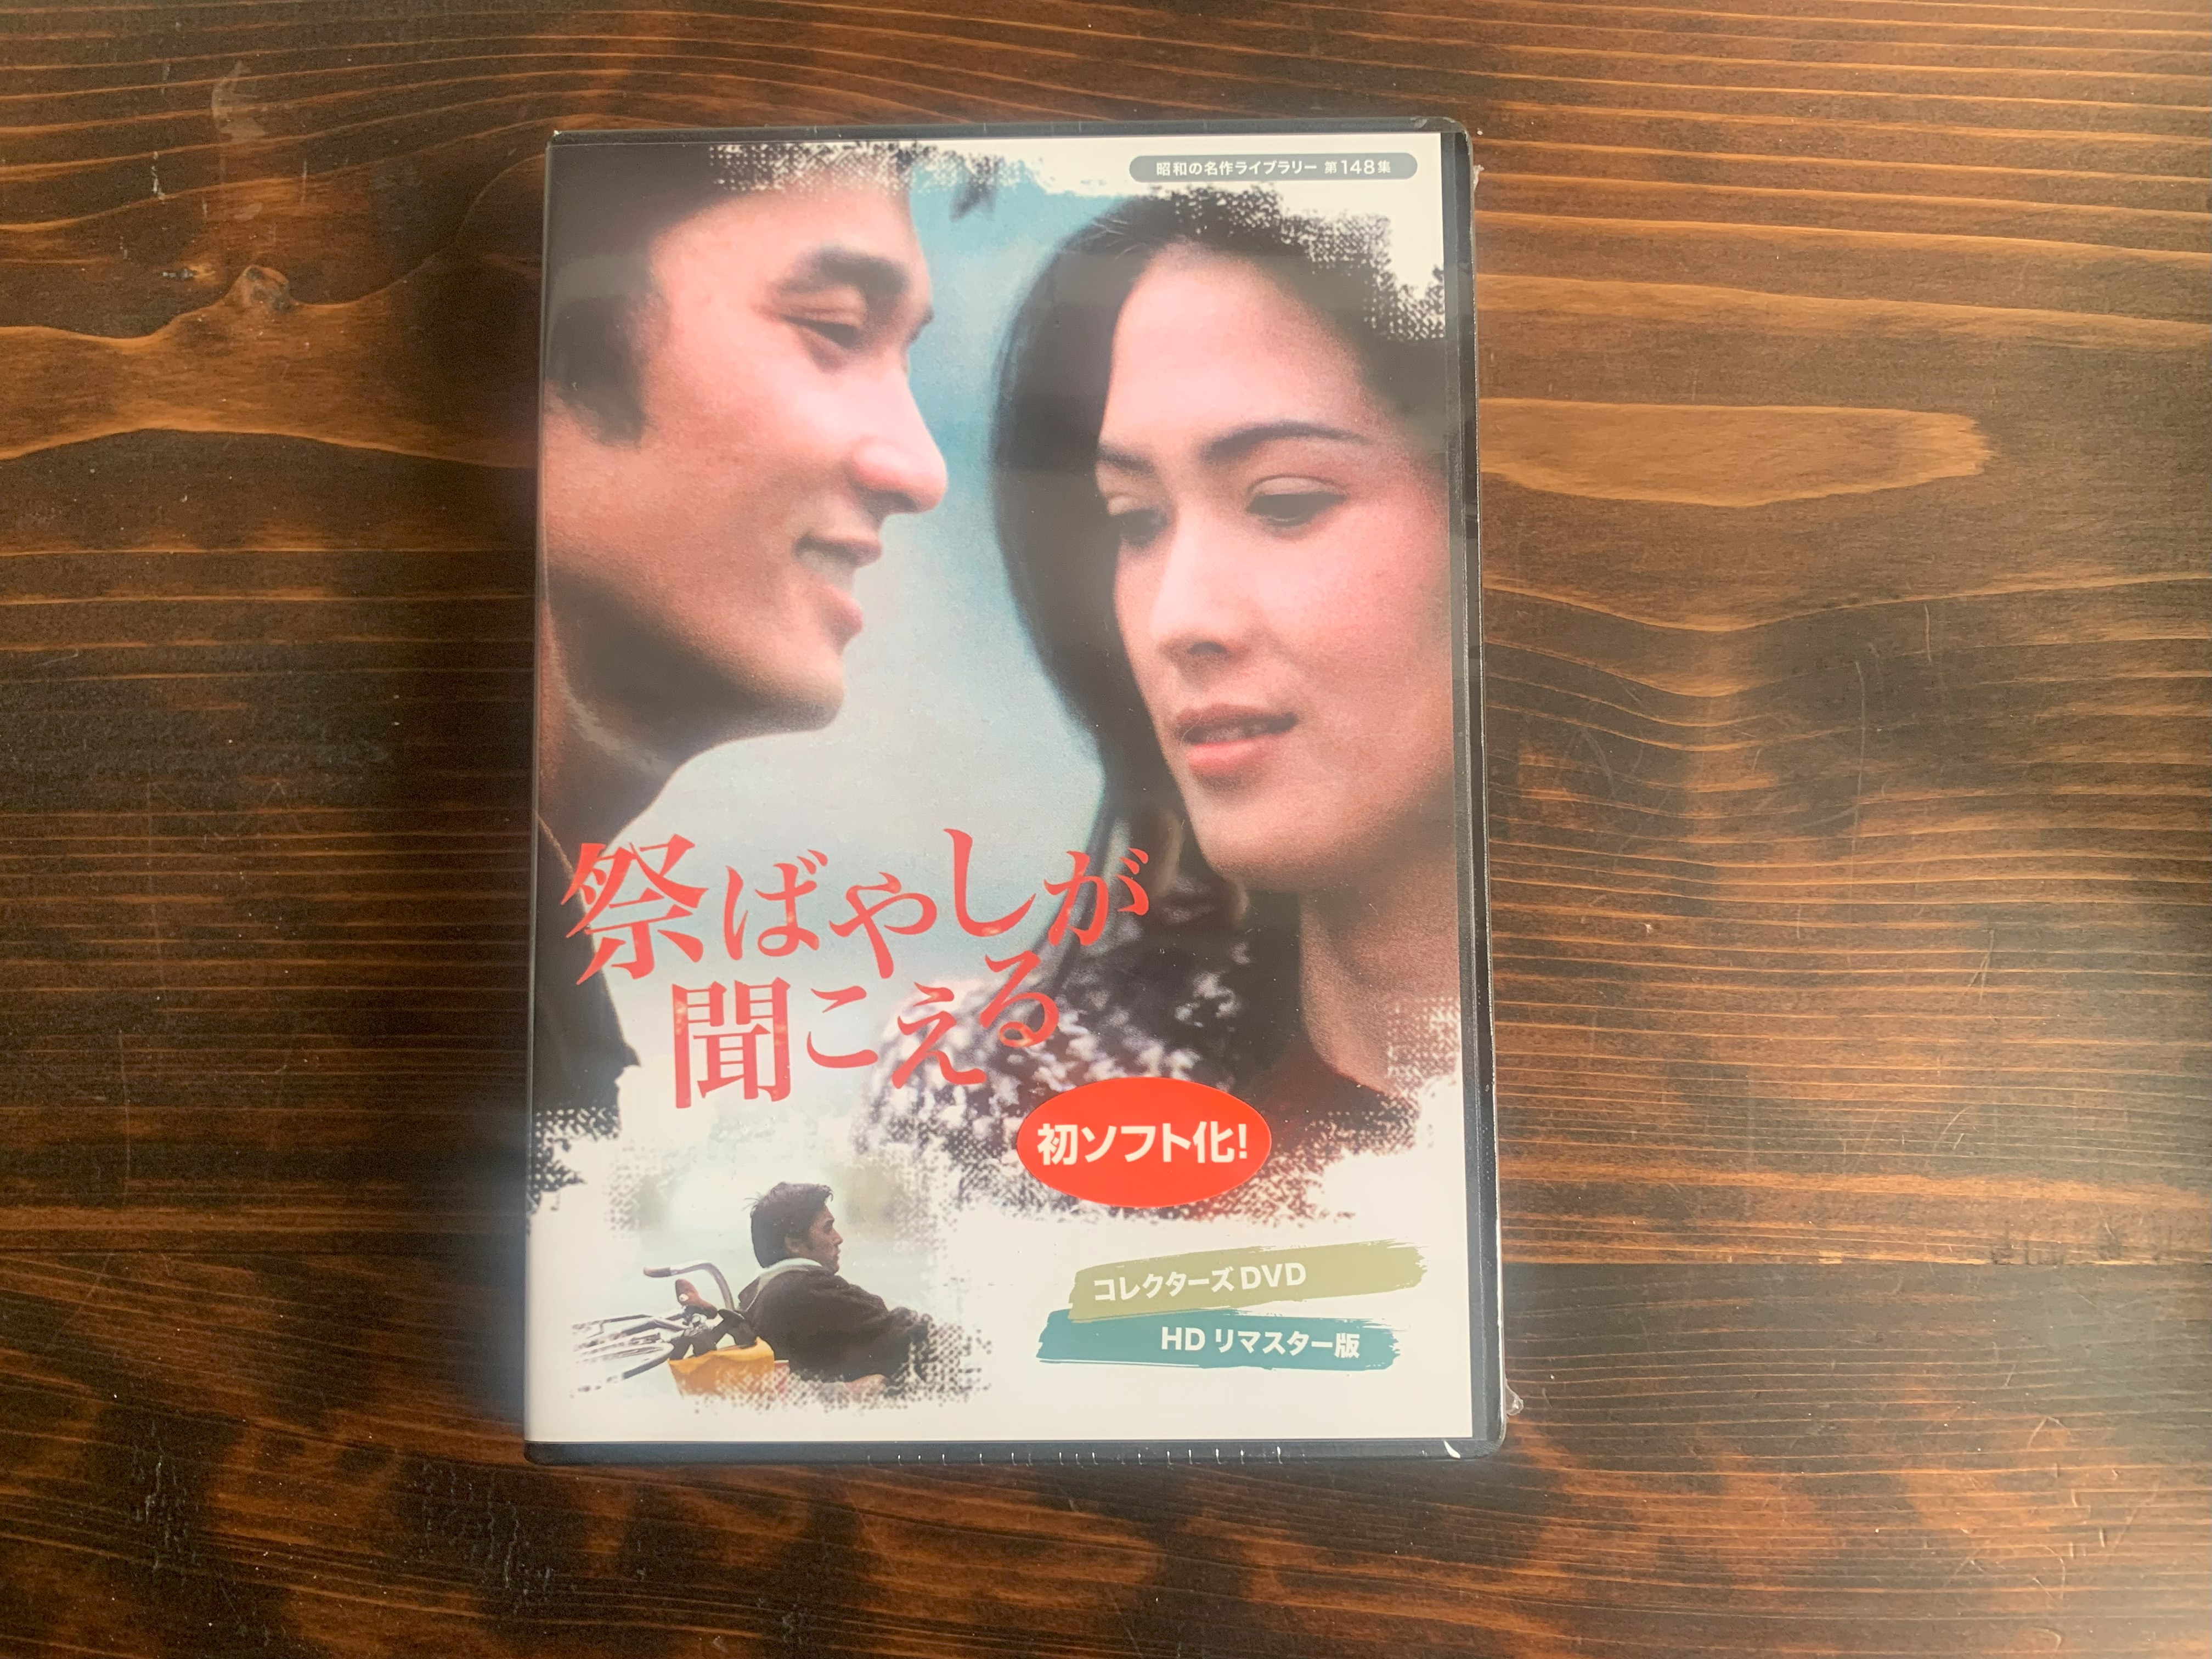 昭和の名作ライブラリー 第148集
祭ばやしが
聞こえる
初ソフト化!
コレクターズDVD
HDリマスター版